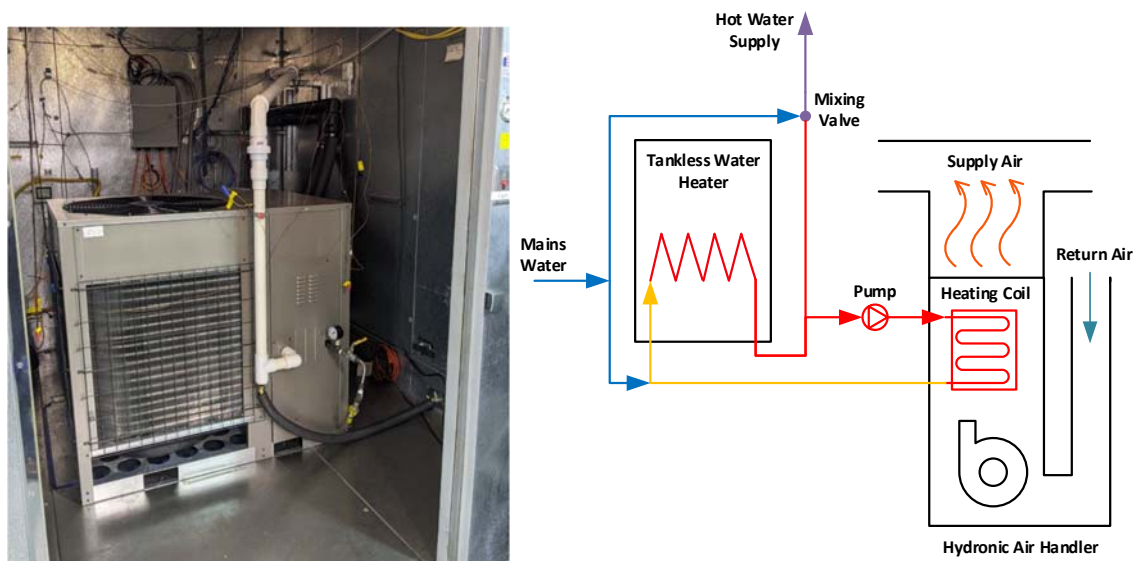 Hot Water
Supply
Mixing
Valve
Tankless Water
Heater
Supply Air
Mains
Water
Return Air
Pump
Heating Coil
Hydronic Air Handler